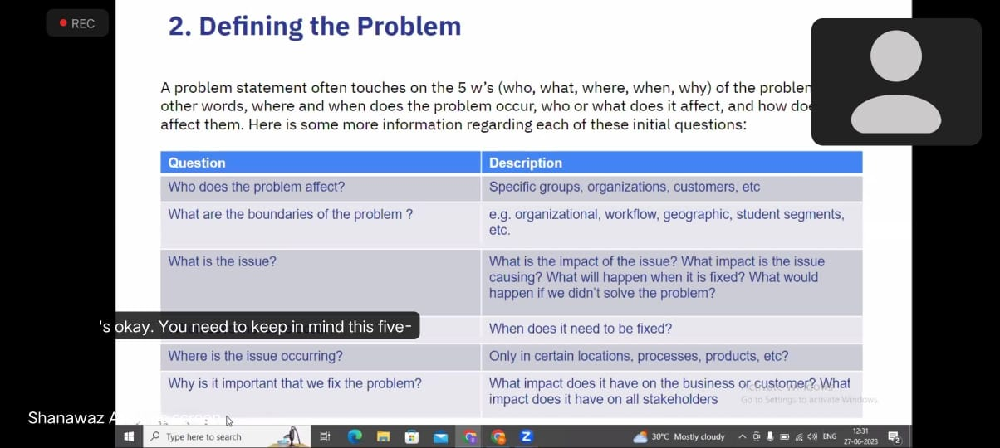 REC
2. Defining the Problem
A problem statement often touches on the 5 w's (who, what, where, when, why) of the
other words, where and when does the problem occur, who or what does it affect, and how
affect them. Here is some more information regarding each of these initial questions:
Question Description
Who does the problem affect? Specific groups, organizations, customers, etc
What are the boundaries of the problem ? e.g. organizational, workflow, geographic, student segments,
etc.
What is the issue? What is the impact of the issue? What impact is the issue
causing? What will happen when it is fixed? What would
happen if we didn't solve the problem?
's okay. You need to keep in mind this five- When does it need to be fixed?
Where is the issue occurring? Only in certain locations, processes, products, etc?
Why is it important that we fix the problem? What impact does it have on the business or customer? What
impact does it have on all stakeholders
Activate Windows
Go to Settings to activate Windows.
Shanawaz
screen
Type here to search
30°C Mostly cloudy
ENG
12:31
27-06-2023
2